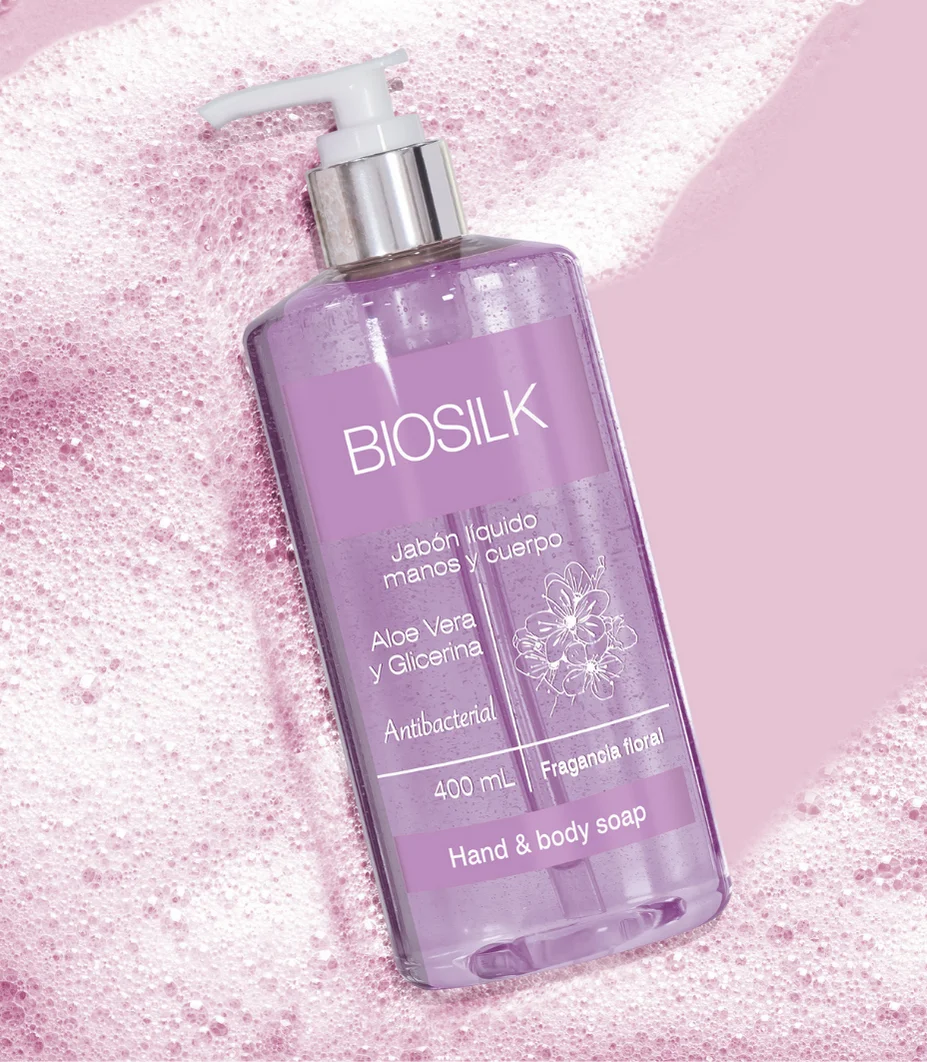 BIOSILK
Jabón líquido
manos y cuerpo
Aloe Vera
y Glicerina
Antibacterial
400 mL
Fragancia floral
Hand & body soap